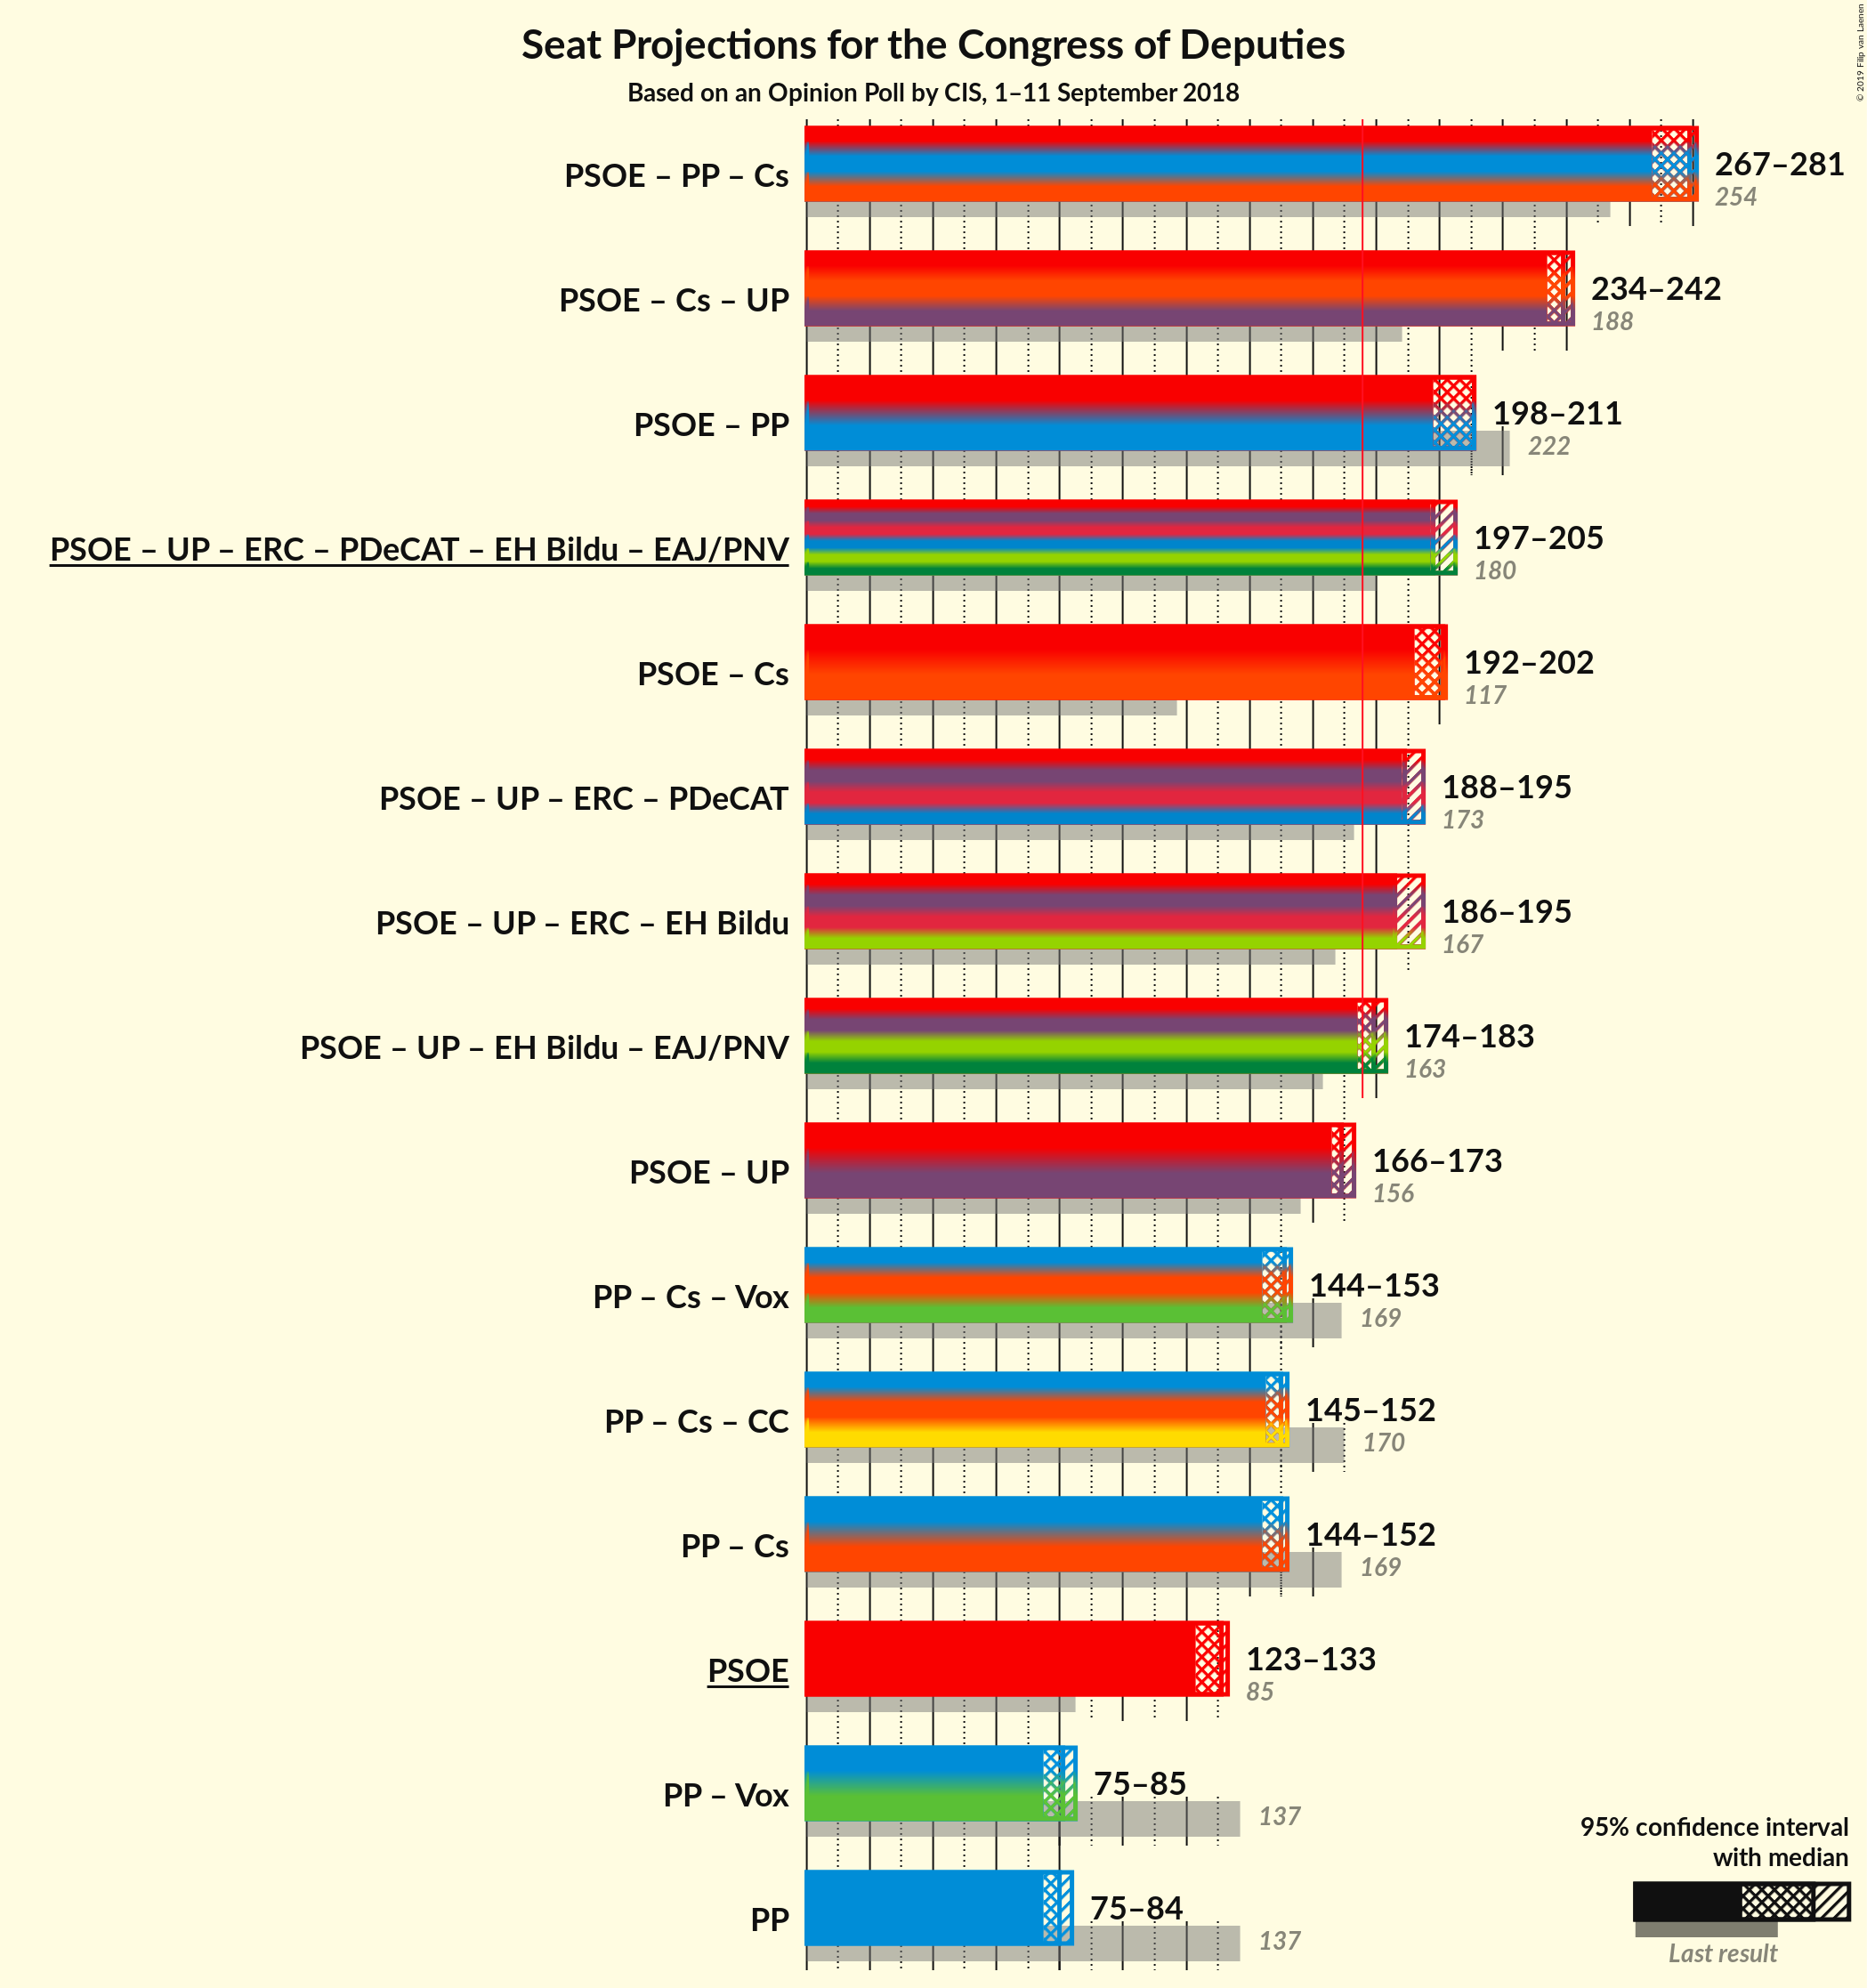 Seat Projections for the Congress of Deputies
Based on an Opinion Poll by CIS, 1–11 September 2018
© 2019 Filip van Laenen
PSOE – PP – Cs
267–281
254
PSOE – Cs – UP
234–242
188
PSOE – PP
198–211
222
PSOE – UP – ERC – PDeCAT – EH Bildu – EAJ/PNV
197–205
180
PSOE – Cs
192–202
117
PSOE – UP – ERC – PDeCAT
188–195
173
PSOE – UP – ERC – EH Bildu
186–195
167
PSOE – UP – EH Bildu – EAJ/PNV
174–183
163
PSOE – UP
166–173
156
PP – Cs – Vox
144–153
169
PP – Cs – CC
145–152
170
PP – Cs
144–152
169
PSOE
123–133
85
PP – Vox
75–85
137
PP
75–84
137
95% confidence interval
with median
Last result